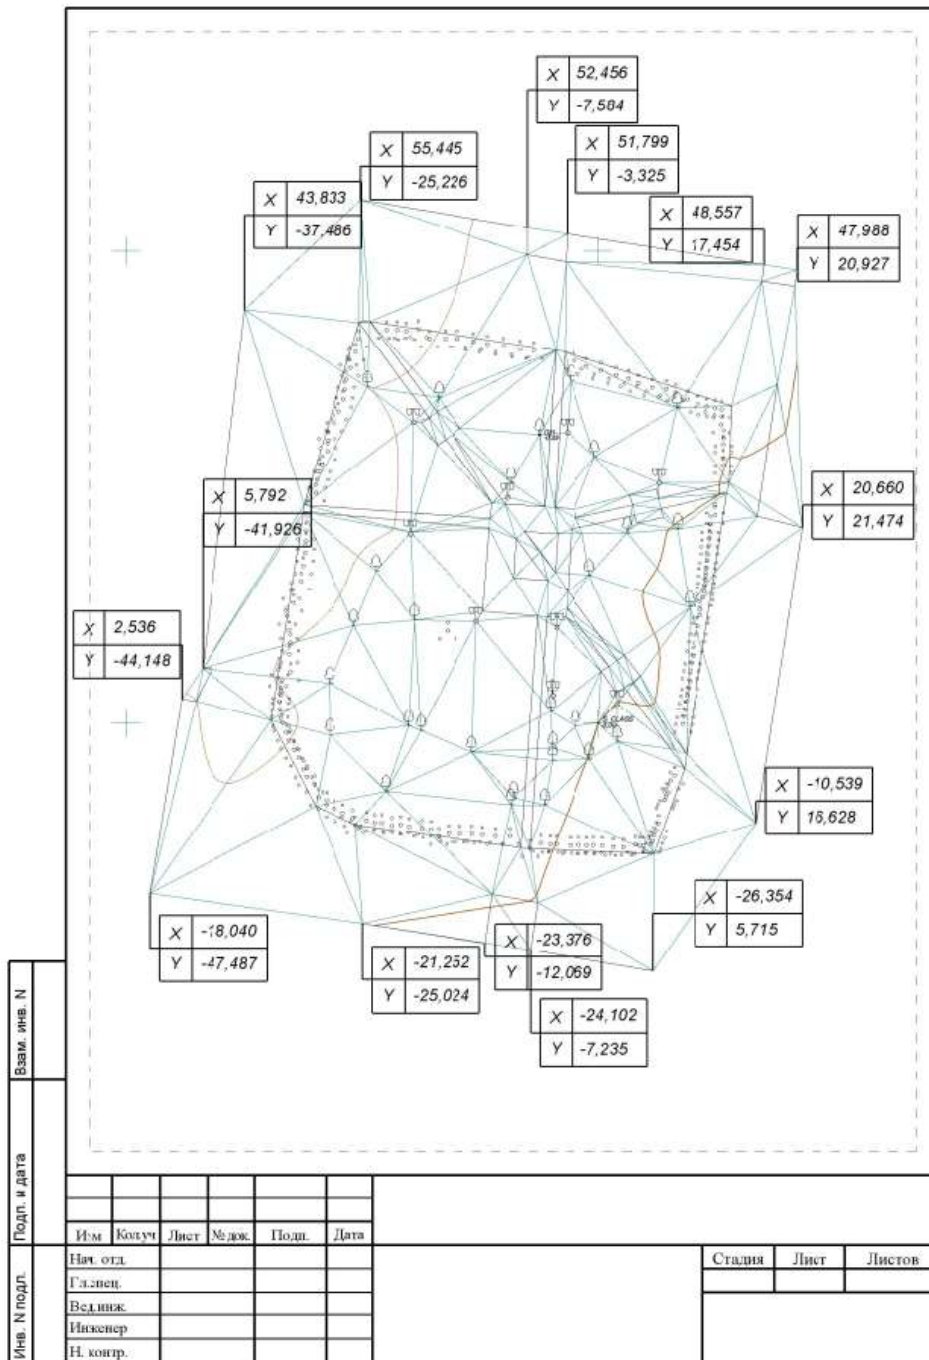 X 52,456
Y -7,584
X 55,445
Y -25,226
X 51,799
Y -3,325
X 43,833
Y -37,486
X 48,557
Y 17,454
X 47,988
Y 20,927
X 5,792
Y -41,926
X 20,660
Y 21,474
X 2,536
Y -44,148
X -10,539
Y 16,628
X -26,354
Y 5,715
X -18,040
Y -47,487
X -21,252
Y -25,024
X -23,376
Y -12,069
X -24,102
Y -7,235
Взам. инв. N
Подп. и дата
Инв. N подл.
Изм Кол.уч Лист № док. Подп. Дата
Нач. отд.
Гл.спец.
Вед.инж.
Инженер
Н. контр.
Стадия Лист Листов